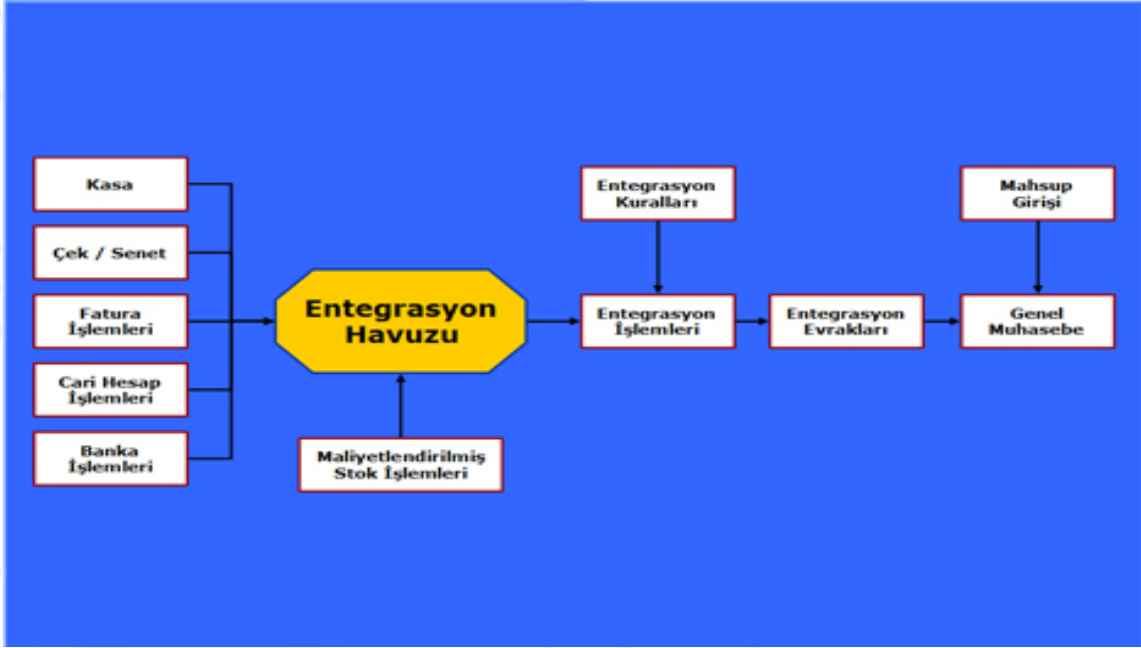 Kasa
Çek / Senet
Fatura
İşlemleri
Cari Hesap
İşlemleri
Banka
İşlemleri
Entegrasyon
Havuzu
Maliyetlendirilmiş
Stok İşlemleri
Entegrasyon
Kuralları
Entegrasyon
İşlemleri
Entegrasyon
Evrakları
Mahsup
Girişi
Genel
Muhasebe